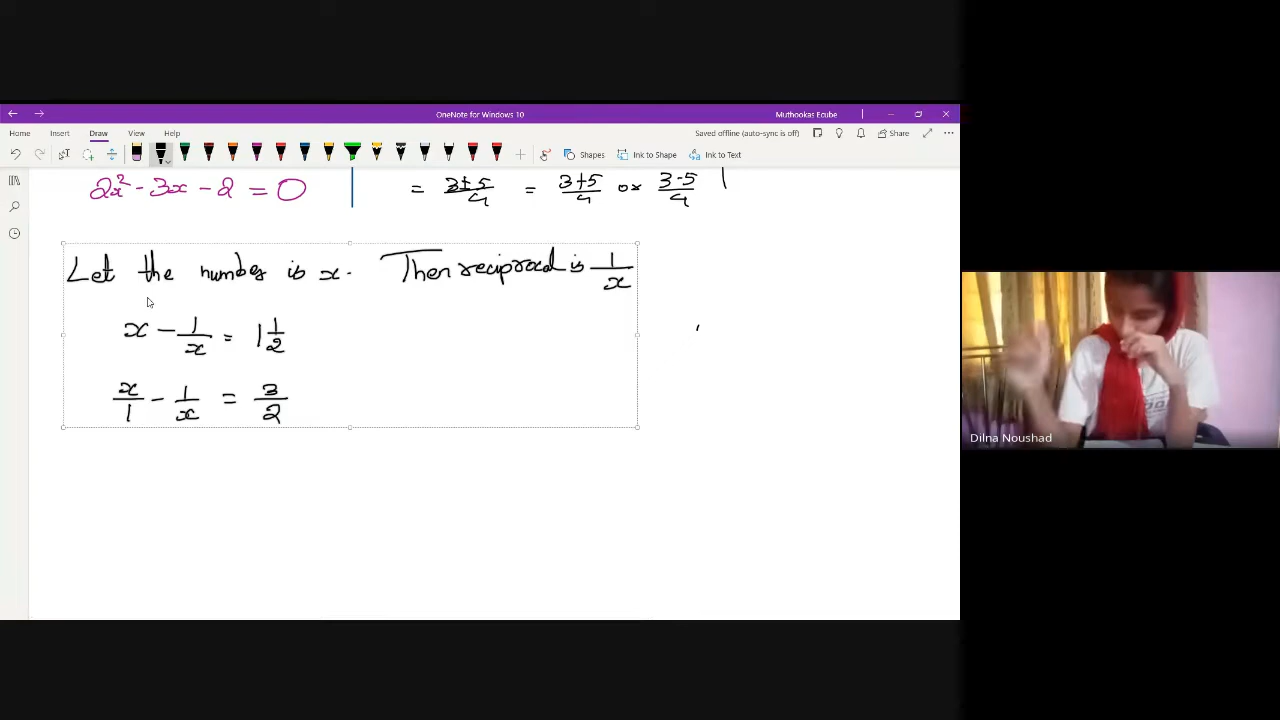 OneNote for Windows 10
Muthookas Ecube
Home Insert Draw View Help
Saved offline (auto-sync is off)
Share
Shapes
Ink to Shape
Ink to Text
2x² - 3x - 2 = 0
= 3±5/4 = 3+5/4 or 3-5/4
Let the number is x. Then reciprocal is 1/x
x - 1/x = 1 1/2
x/1 - 1/x = 3/2
Dilna Noushad